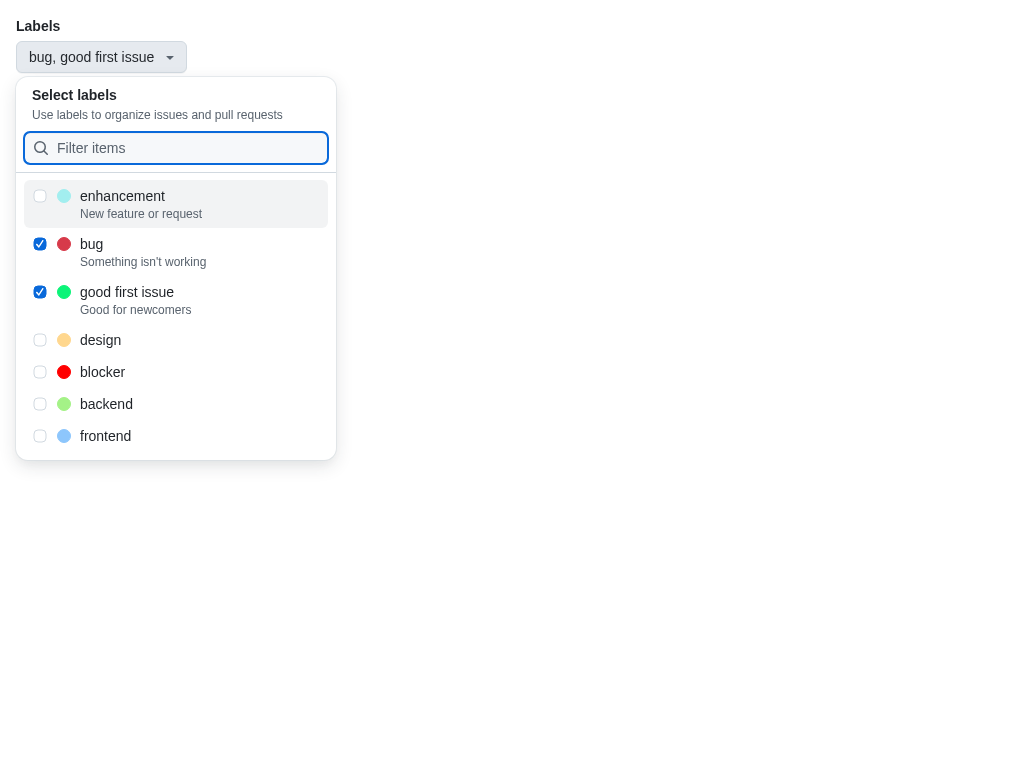 Labels
bug, good first issue
Select labels
Use labels to organize issues and pull requests
Filter items
enhancement
New feature or request
bug
Something isn't working
good first issue
Good for newcomers
design
blocker
backend
frontend